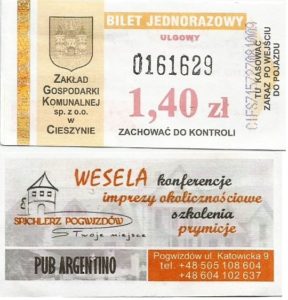 BILET JEDNORAZOWY
ULGOWY
0161629
1,40 zł
ZACHOWAĆ DO KONTROLI
ZAKŁAD
GOSPODARKI
KOMUNALNEJ
sp. z o.o.
w
CIESZYNIE
TU KASOWAĆ
ZARAZ PO WEJŚCIU
DO POJAZDU
WESELA konferencje
imprezy okolicznościowe
szkolenia
prymicje
SPICHLERZ POGWIZDÓW
Twoje miejsce
PUB ARGENTINO
Pogwizdów ul. Katowicka 9
tel. +48 505 108 604
+48 604 102 637